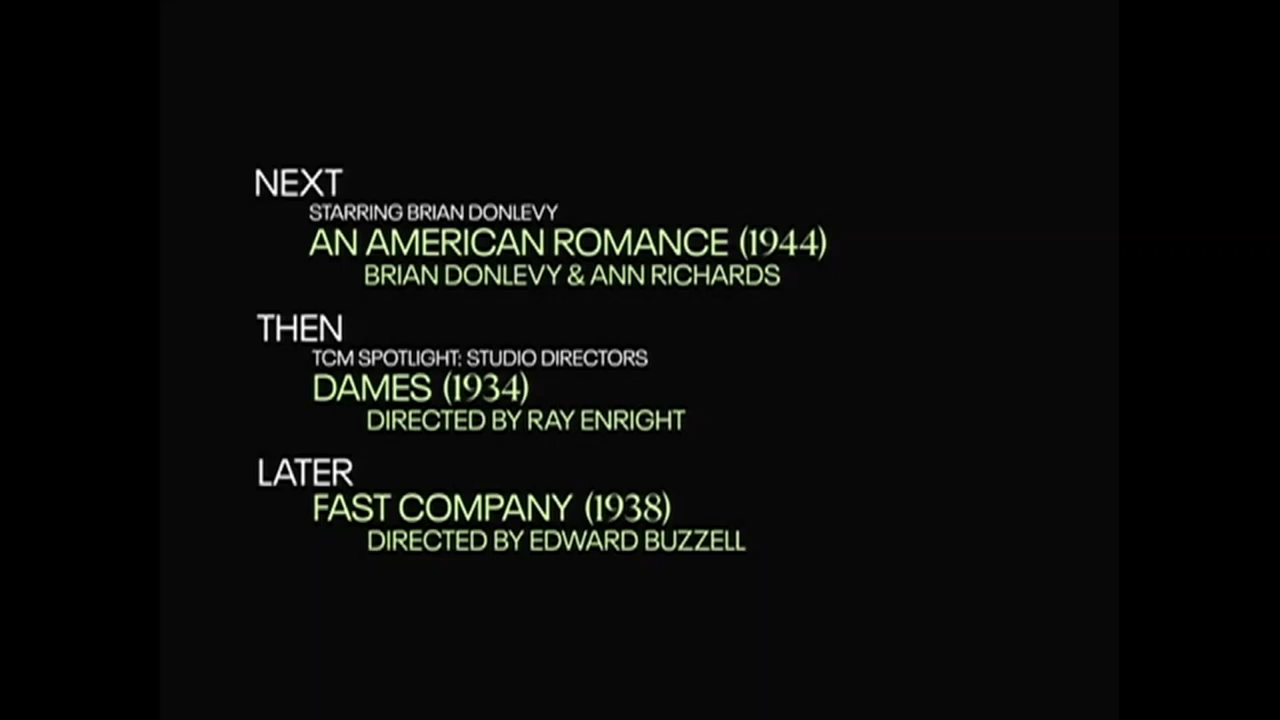 NEXT
STARRING BRIAN DONLEVY
AN AMERICAN ROMANCE (1944)
BRIAN DONLEVY & ANN RICHARDS
THEN
TCM SPOTLIGHT: STUDIO DIRECTORS
DAMES (1934)
DIRECTED BY RAY ENRIGHT
LATER
FAST COMPANY (1938)
DIRECTED BY EDWARD BUZZELL